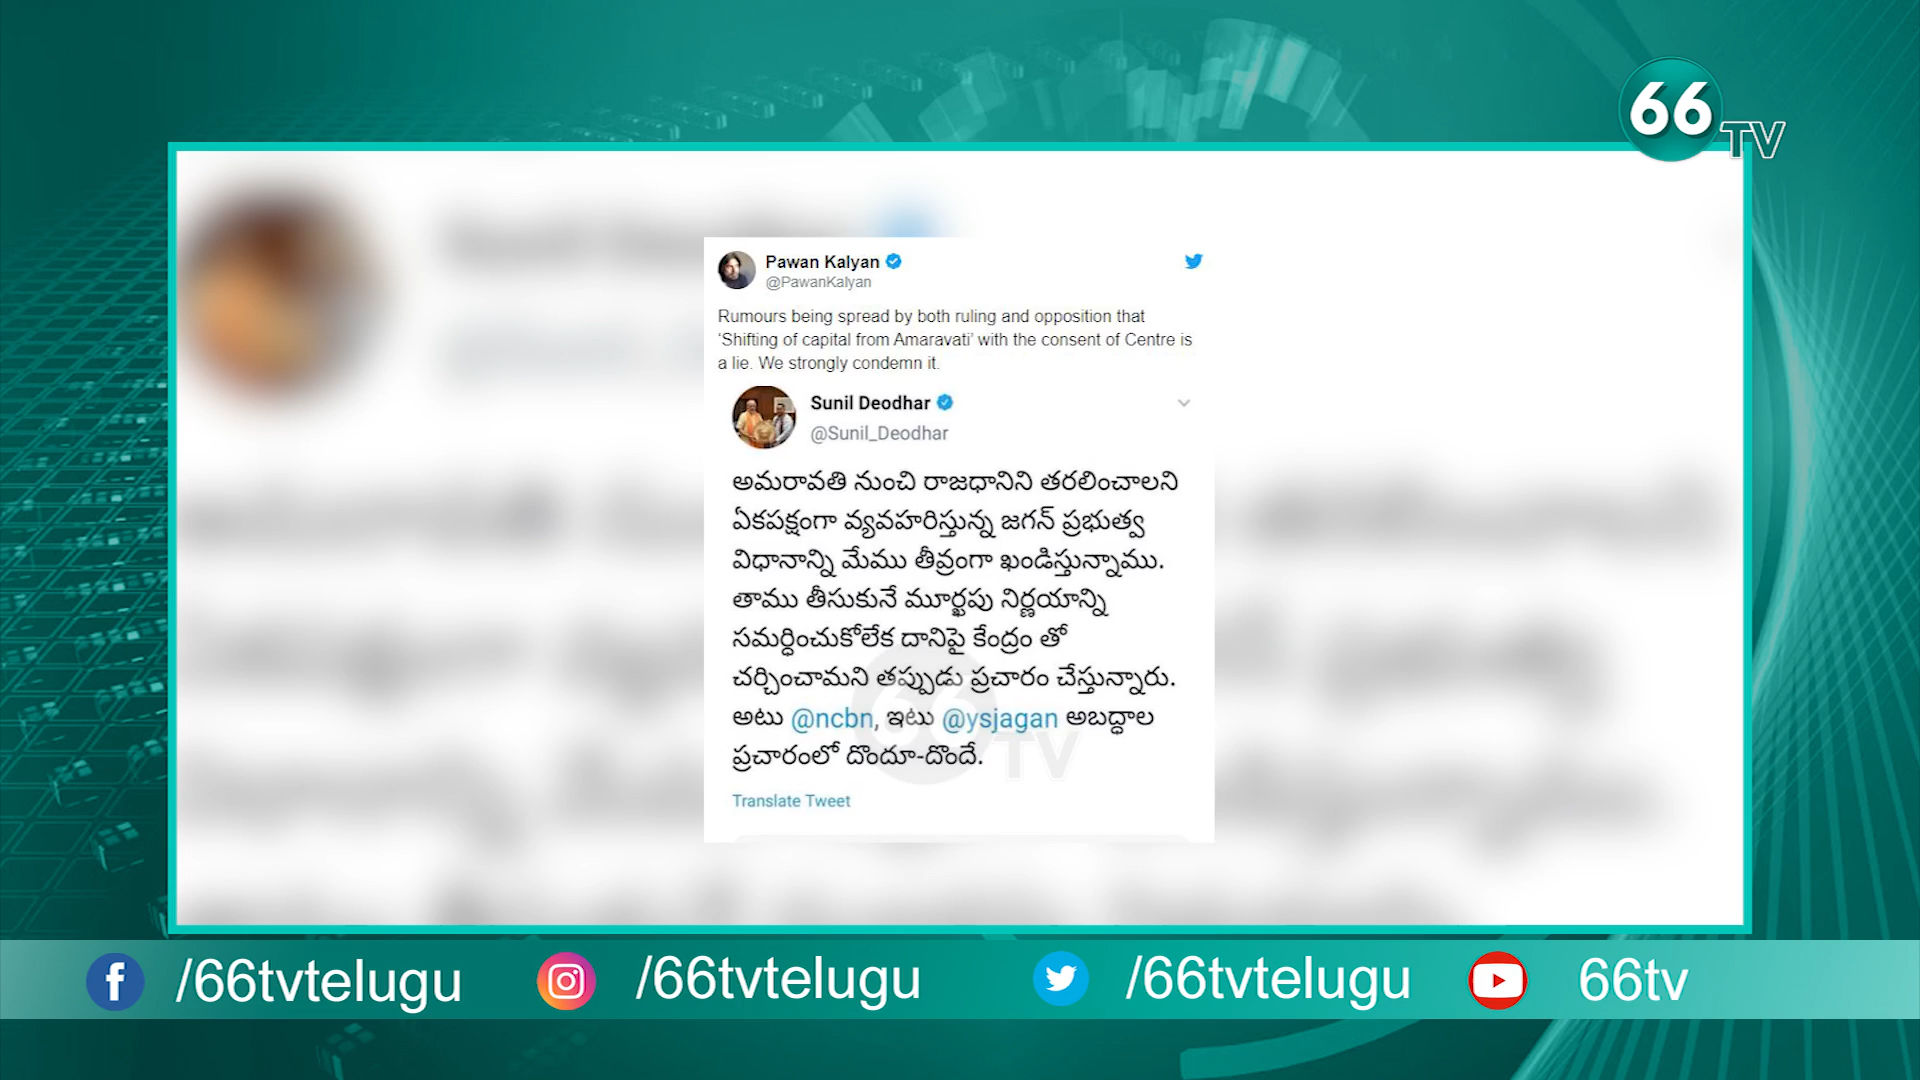 66 TV
Pawan Kalyan
@PawanKalyan
Rumours being spread by both ruling and opposition that
‘Shifting of capital from Amaravati’ with the consent of Centre is
a lie. We strongly condemn it.
Sunil Deodhar
@Sunil_Deodhar
అమరావతి నుంచి రాజధానిని తరలించాలని
ఏకపక్షంగా వ్యవహరిస్తున్న జగన్ ప్రభుత్వ
విధానాన్ని మేము తీవ్రంగా ఖండిస్తున్నాము.
తాము తీసుకునే మూర్ఖపు నిర్ణయాన్ని
సమర్ధించుకోలేక దానిపై కేంద్రం తో
చర్చించామని తప్పుడు ప్రచారం చేస్తున్నారు.
అటు @ncbn, ఇటు @ysjagan అబద్ధాల
ప్రచారంలో దొందూ-దొందే.
66 TV
Translate Tweet
/66tvtelugu
/66tvtelugu
/66tvtelugu
66tv